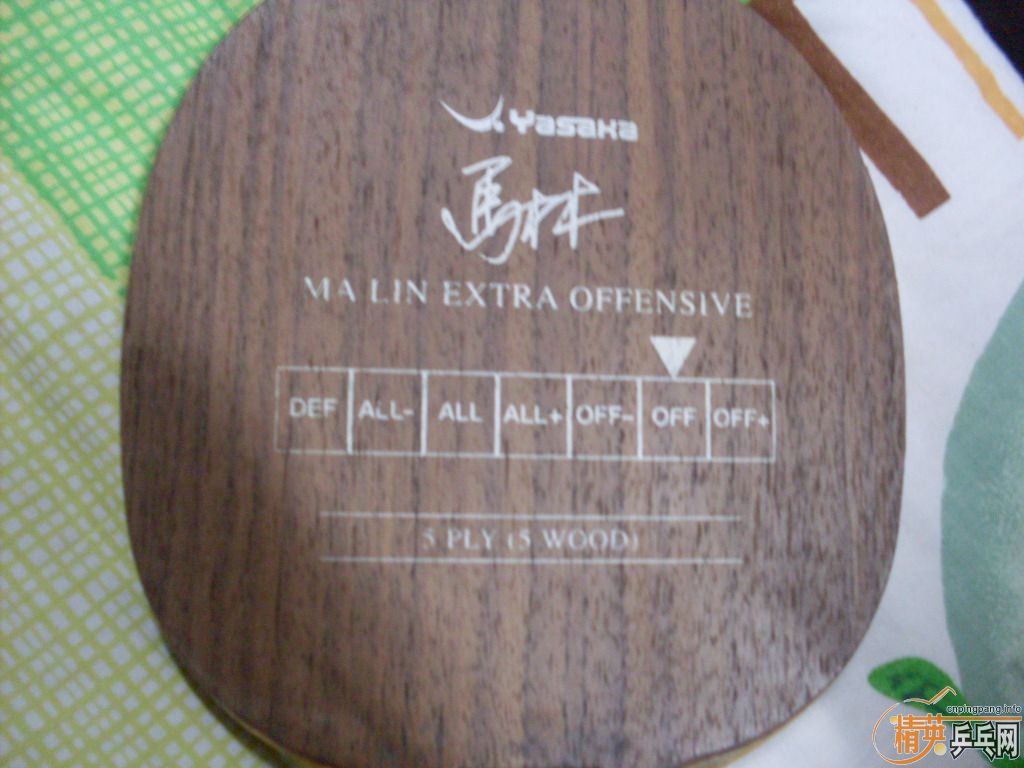 Yasaka
馬林
MA LIN EXTRA OFFENSIVE
DEF ALL- ALL ALL+ OFF- OFF OFF+
5 PLY (5 WOOD)
cnpingpang.info
精英乒乓网